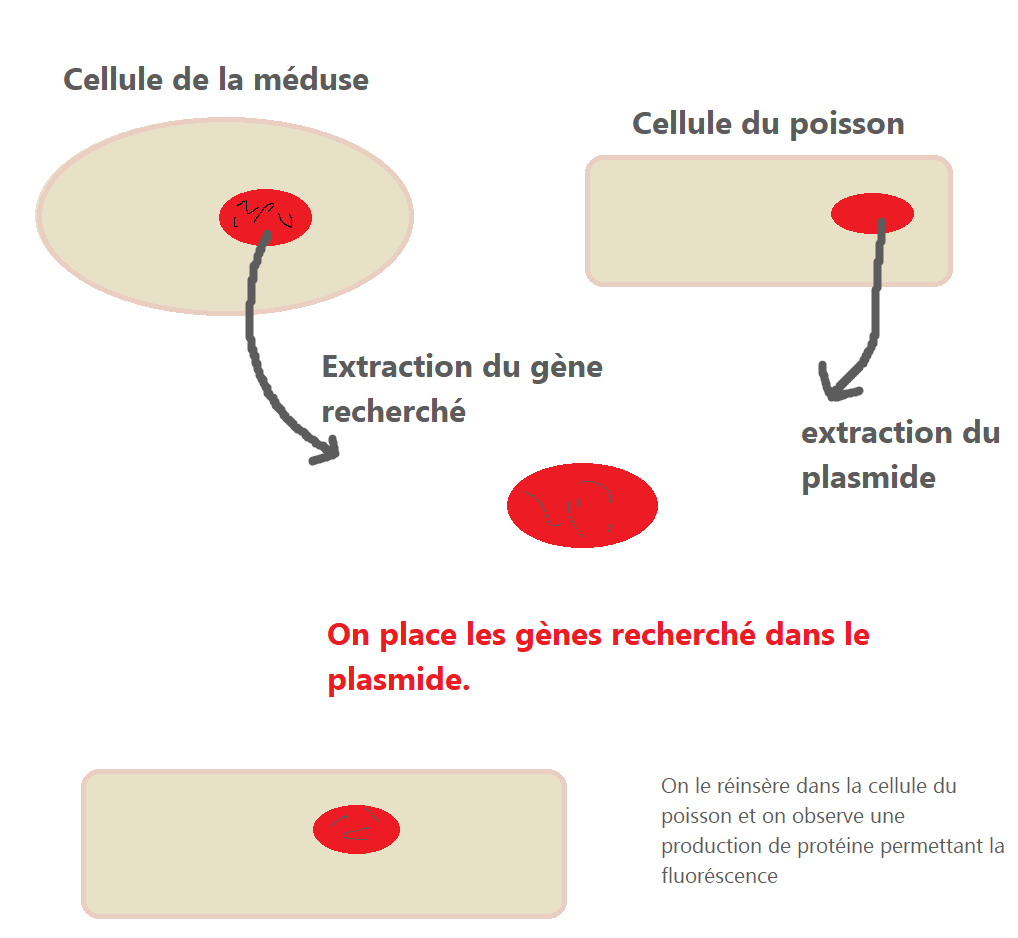 Cellule de la méduse
Cellule du poisson
Extraction du gène
recherché
extraction du
plasmide
On place les gènes recherché dans le
plasmide.
On le réinsère dans la cellule du
poisson et on observe une
production de protéine permettant la
fluoréscence